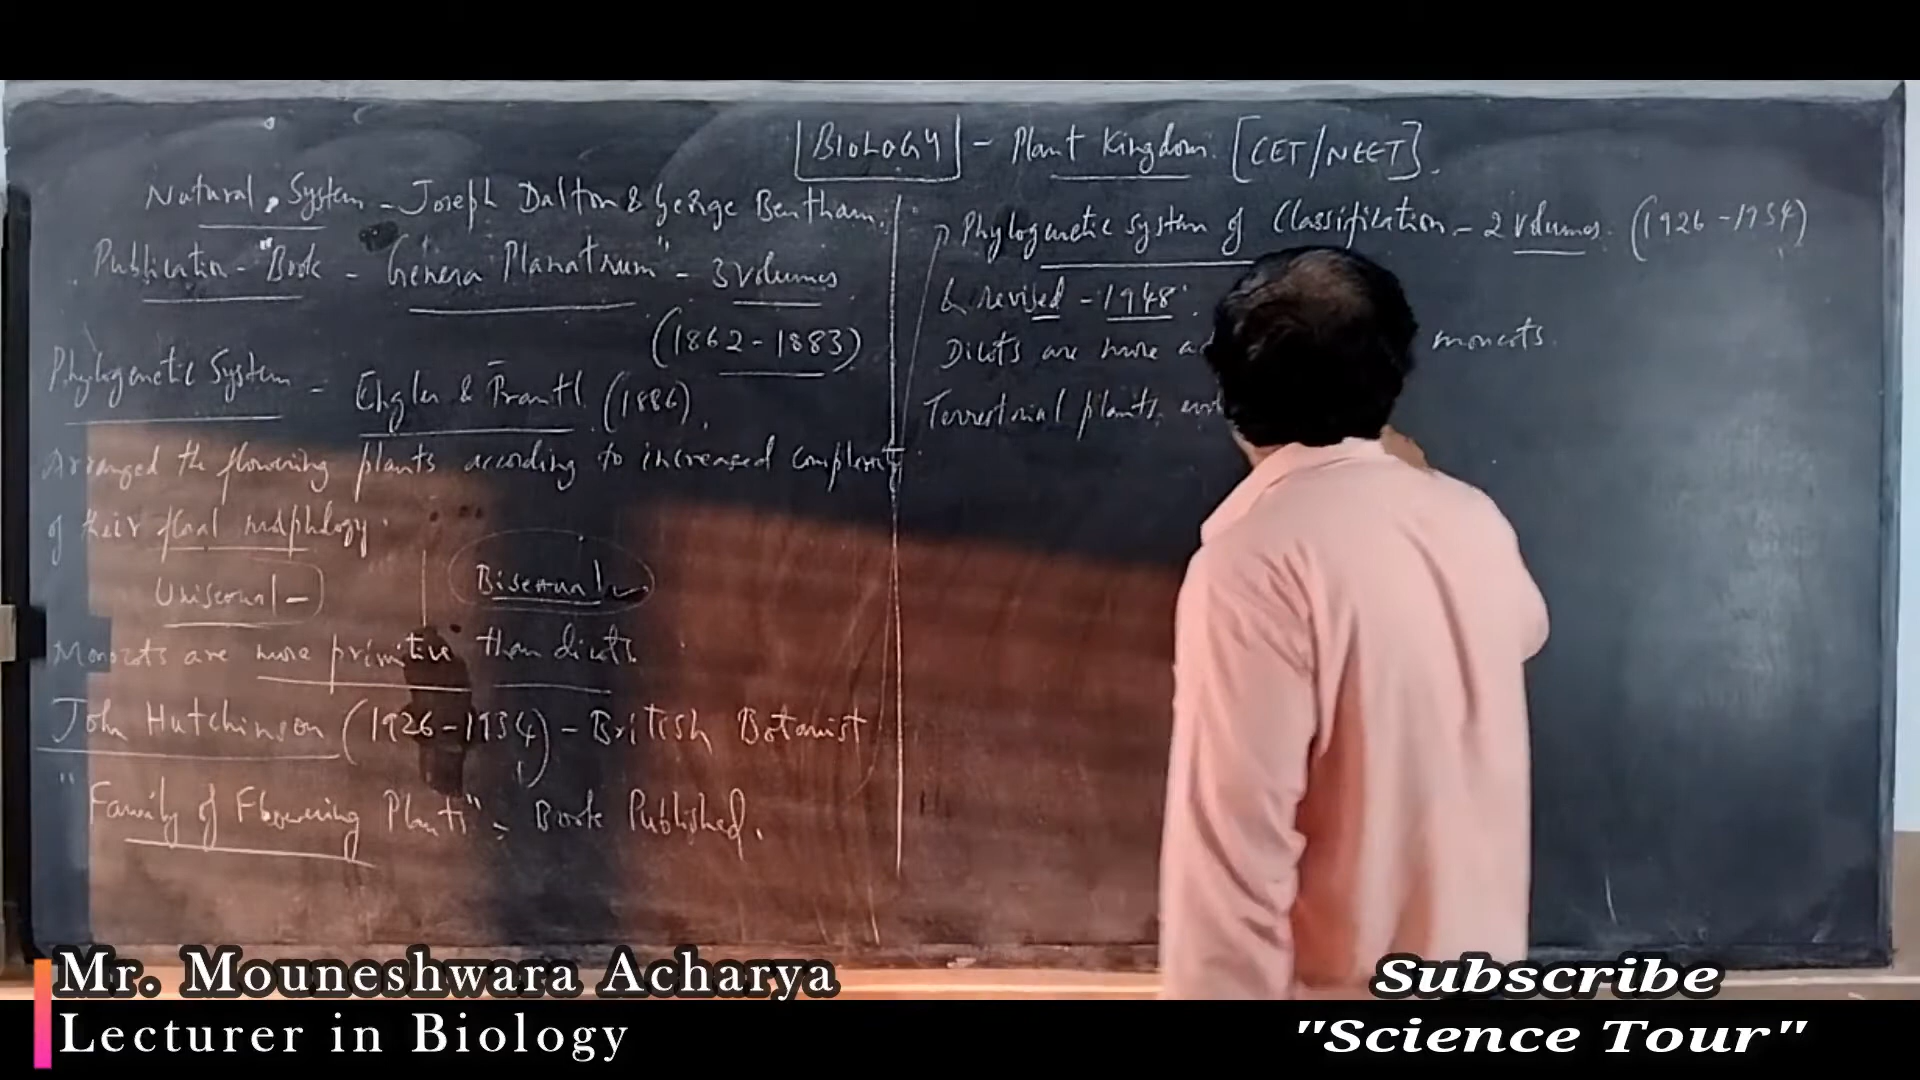 BIOLOGY - Plant Kingdom. [CET/NEET].
Natural System - Joseph Dalton & George Bentham.
Publication - "Book - "Genera Planatrum" - 3 Volumes
(1862 - 1883)
Phylogenetic System - Engler & Prantl (1886).
Arranged the flowering plants according to increased complexity
of their floal morphology.
Unisexual - Bisexual
Monocots are more primitive than dicots.
John Hutchinson (1926-1934) - British Botanist
"Family of Flowering Plants" - Book Published.
Phylogenetic system of Classification - 2 Volumes. (1926-1934)
& revised - 1948.
Dicots are more monocots.
Terrestrial plants
Mr. Mouneshwara Acharya
Lecturer in Biology
Subscribe
"Science Tour"